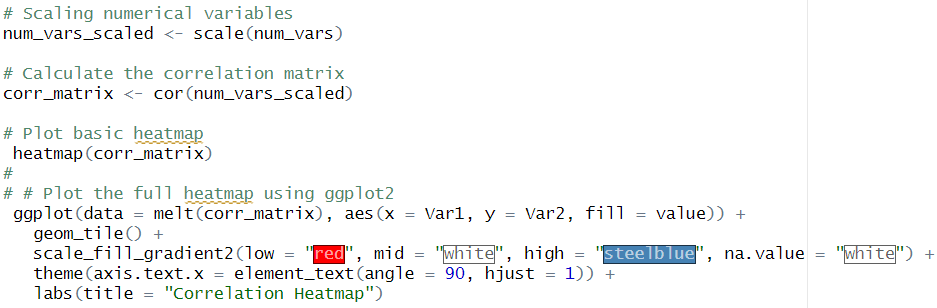 # Scaling numerical variables
num_vars_scaled <- scale(num_vars)
# Calculate the correlation matrix
corr_matrix <- cor(num_vars_scaled)
# Plot basic heatmap
heatmap(corr_matrix)
#
# # Plot the full heatmap using ggplot2
ggplot(data = melt(corr_matrix), aes(x = Var1, y = Var2, fill = value)) +
geom_tile() +
scale_fill_gradient2(low = "red", mid = "white", high = "steelblue", na.value = "white") +
theme(axis.text.x = element_text(angle = 90, hjust = 1)) +
labs(title = "Correlation Heatmap")